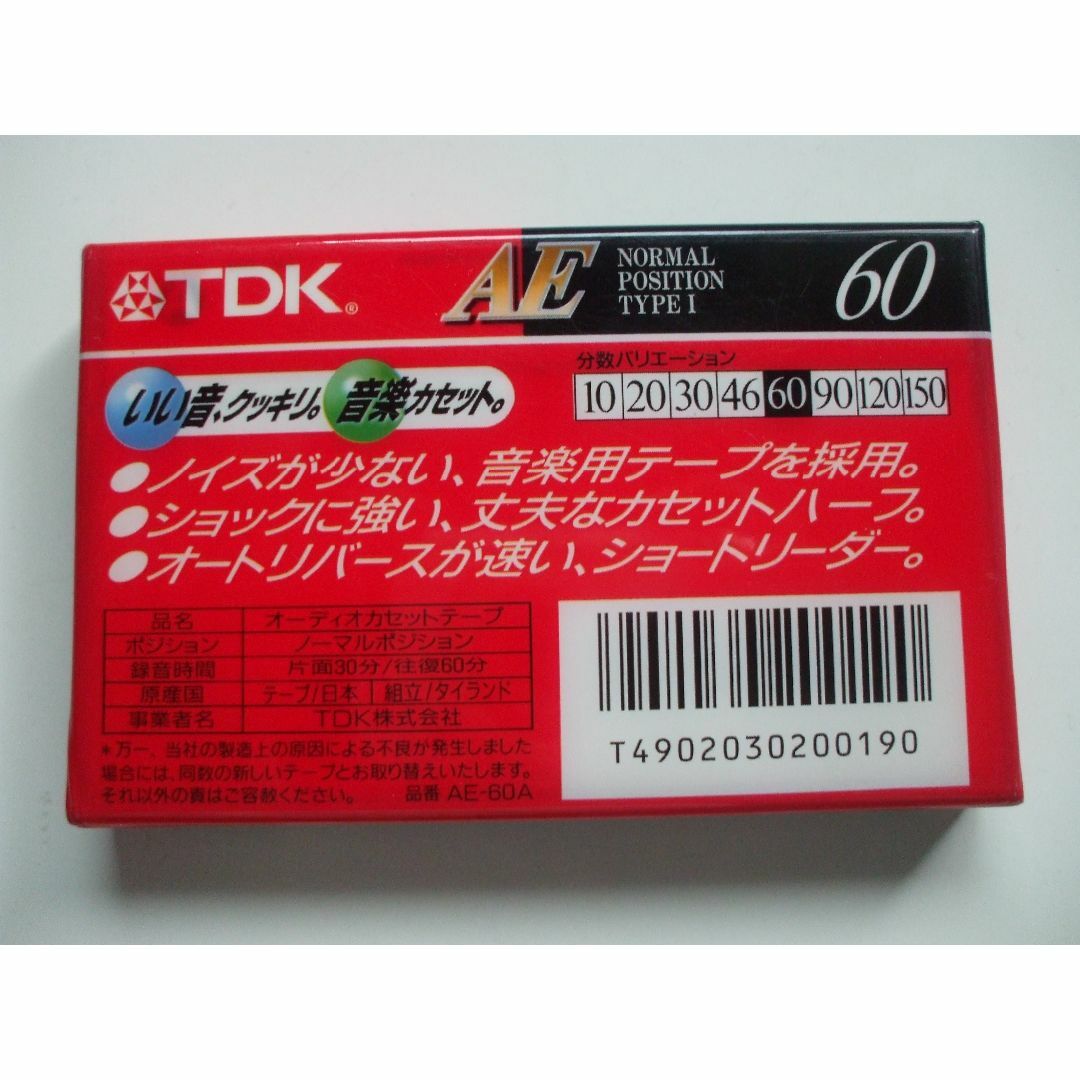 TDK®
AE
NORMAL
POSITION
TYPE I
60
分数バリエーション
10 20 30 46 60 90 120 150
いい音、クッキリ。音楽カセット。
●ノイズが少ない、音楽用テープを採用。
●ショックに強い、丈夫なカセットハーフ。
●オートリバースが速い、ショートリーダー。
品名 オーディオカセットテープ
ポジション ノーマルポジション
録音時間 片面30分/往復60分
原産国 テープ/日本 組立/タイランド
事業者名 TDK株式会社
*万一、当社の製造上の原因による不良が発生しました
場合には、同数の新しいテープとお取り替えいたします。
それ以外の責はご容赦ください。 品番 AE-60A
T4902030200190